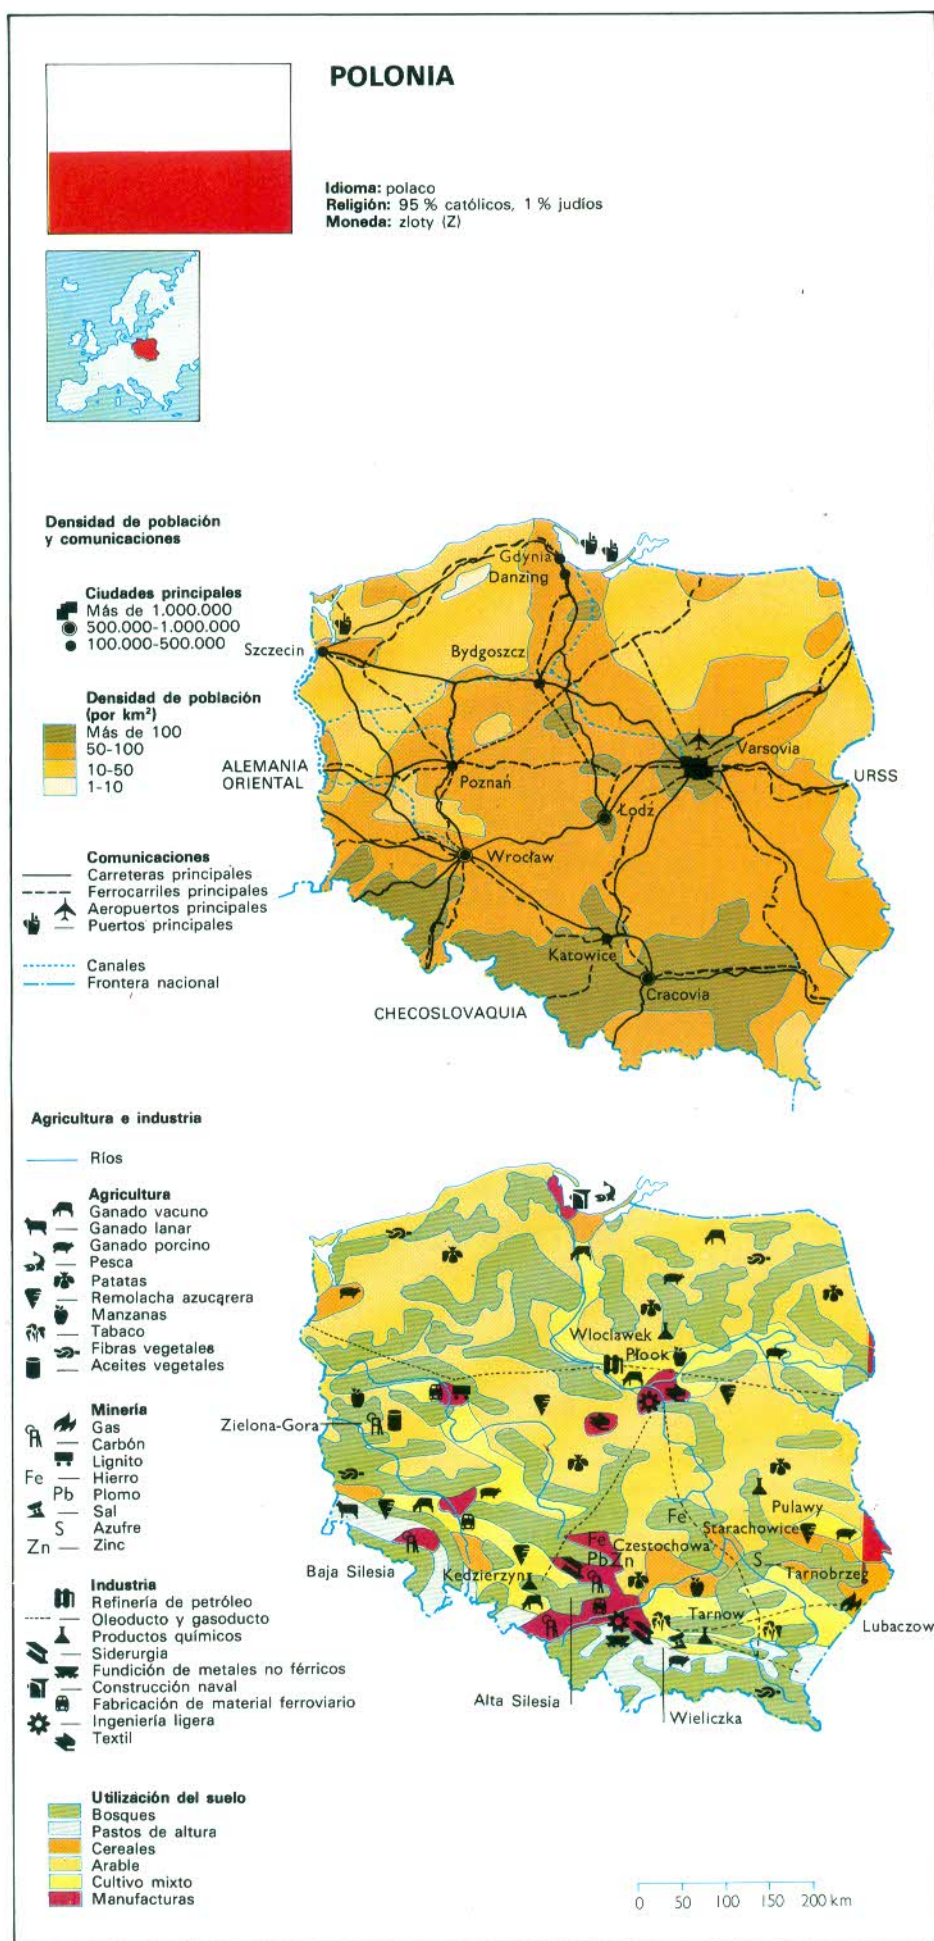 POLONIA
Idioma: polaco
Religión: 95 % católicos, 1 % judíos
Moneda: zloty (Z)
Densidad de población
y comunicaciones
Ciudades principales
Más de 1.000.000
500.000-1.000.000
100.000-500.000
Densidad de población
(por km²)
Más de 100
50-100
10-50
1-10
Comunicaciones
Carreteras principales
Ferrocarriles principales
Aeropuertos principales
Puertos principales
Canales
Frontera nacional
Gdynia
Danzing
Szczecin
Bydgoszcz
Varsovia
ALEMANIA
ORIENTAL
Poznań
URSS
Łodź
Wrocław
Katowice
Cracovia
CHECOSLOVAQUIA
Agricultura e industria
Ríos
Agricultura
Ganado vacuno
Ganado lanar
Ganado porcino
Pesca
Patatas
Remolacha azucarera
Manzanas
Tabaco
Fibras vegetales
Aceites vegetales
Minería
Gas
Carbón
Lignito
Fe Hierro
Pb Plomo
Sal
S Azufre
Zn Zinc
Industria
Refinería de petróleo
Oleoducto y gasoducto
Productos químicos
Siderurgia
Fundición de metales no férricos
Construcción naval
Fabricación de material ferroviario
Ingeniería ligera
Textil
Utilización del suelo
Bosques
Pastos de altura
Cereales
Arable
Cultivo mixto
Manufacturas
Wloclawek
Płook
Zielona-Gora
Pulawy
Fe
Starachowice
Fe
Czestochowa
Pb Zn
S
Baja Silesia
Kedzierzyn
Tarnobrzeg
Tarnow
Lubaczow
Alta Silesia
Wieliczka
0 50 100 150 200 km